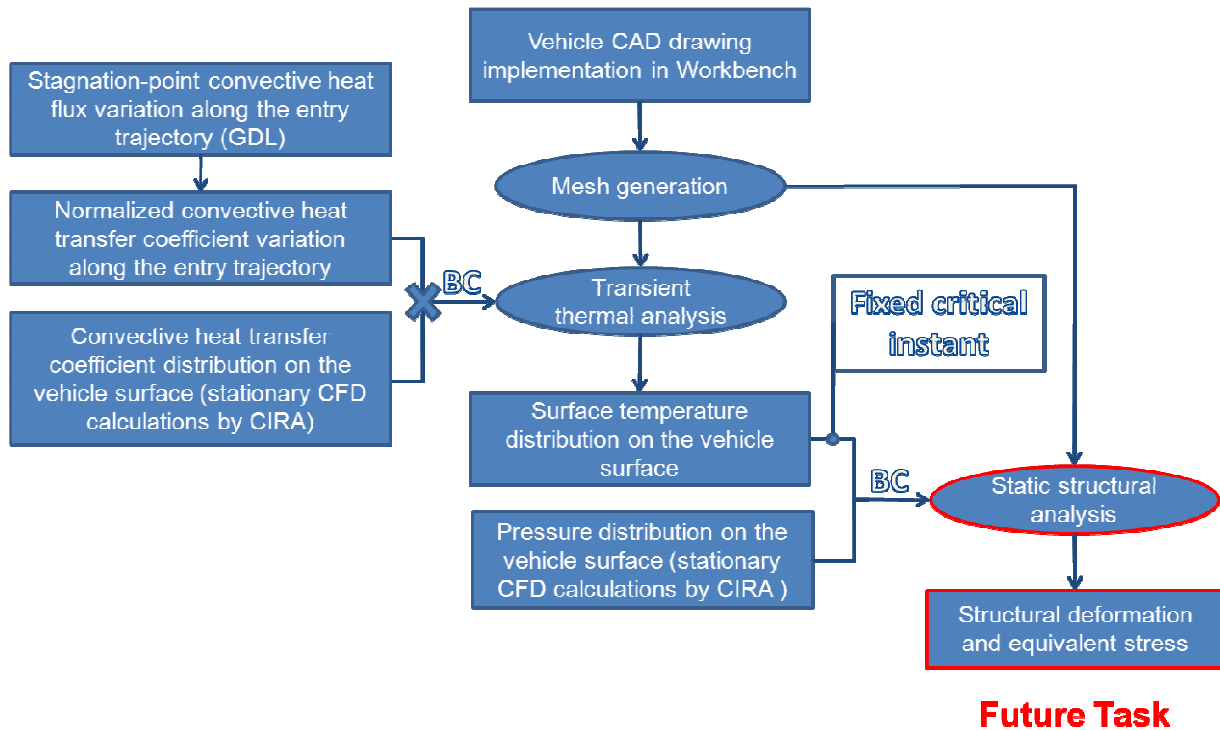 Vehicle CAD drawing
implementation in Workbench
Stagnation-point convective heat
flux variation along the entry
trajectory (GDL)
Mesh generation
Normalized convective heat
transfer coefficient variation
along the entry trajectory
BC
Transient
thermal analysis
Fixed critical
instant
Convective heat transfer
coefficient distribution on the
vehicle surface (stationary CFD
calculations by CIRA)
Surface temperature
distribution on the vehicle
surface
BC
Static structural
analysis
Pressure distribution on the
vehicle surface (stationary
CFD calculations by CIRA )
Structural deformation
and equivalent stress
Future Task